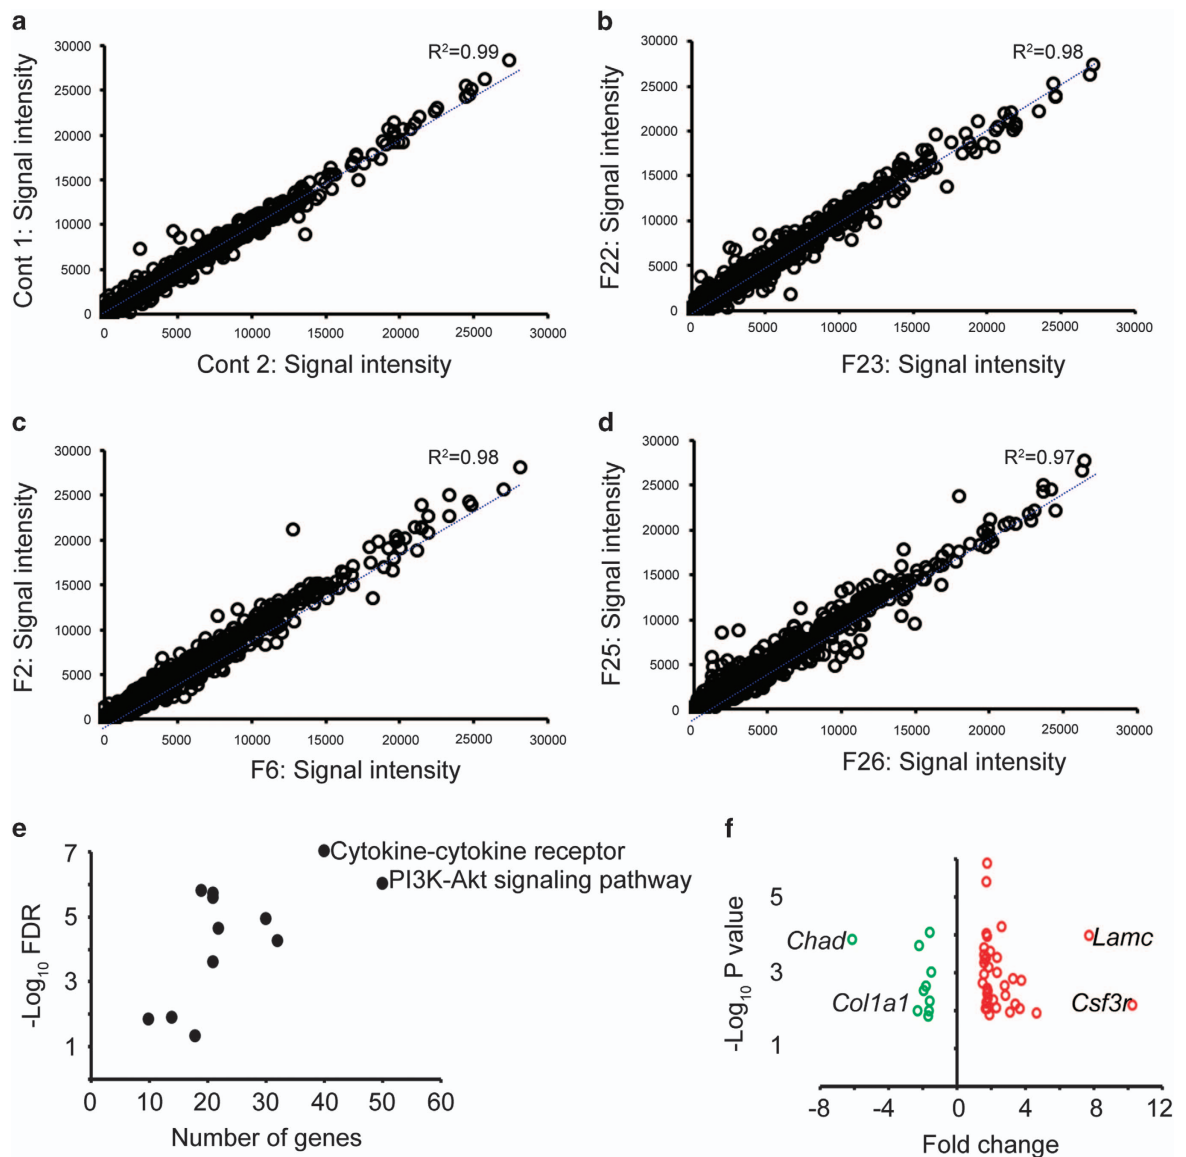 a
R²=0.99
Cont 1: Signal intensity
30000
25000
20000
15000
10000
5000
0
0 5000 10000 15000 20000 25000 30000
Cont 2: Signal intensity
b
R²=0.98
F22: Signal intensity
30000
25000
20000
15000
10000
5000
0
0 5000 10000 15000 20000 25000 30000
F23: Signal intensity
c
R²=0.98
F2: Signal intensity
30000
25000
20000
15000
10000
5000
0
0 5000 10000 15000 20000 25000 30000
F6: Signal intensity
d
R²=0.97
F25: Signal intensity
30000
25000
20000
15000
10000
5000
0
0 5000 10000 15000 20000 25000 30000
F26: Signal intensity
e
Cytokine-cytokine receptor
PI3K-Akt signaling pathway
-Log₁₀ FDR
7
5
3
1
0 10 20 30 40 50 60
Number of genes
f
-Log₁₀ P value
5
3
1
Chad
Lamc
Col1a1
Csf3r
-8 -4 0 4 8 12
Fold change